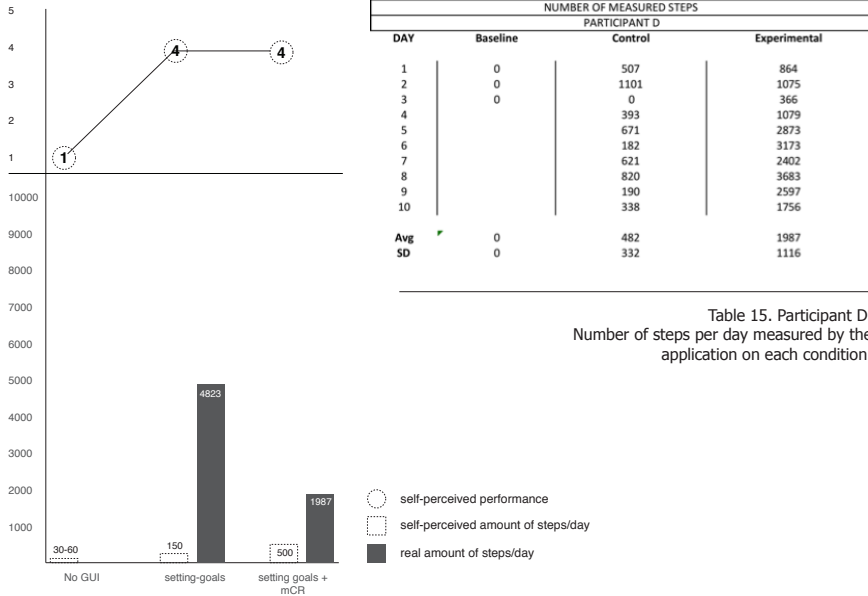 5
4
3
2
1
4
4
1
10000
9000
8000
7000
6000
5000
4000
3000
2000
1000
4823
1987
30-60
150
500
No GUI
setting-goals
setting goals +
mCR
NUMBER OF MEASURED STEPS
PARTICIPANT D
DAY Baseline Control Experimental
1 0 507 864
2 0 1101 1075
3 0 0 366
4 393 1079
5 671 2873
6 182 3173
7 621 2402
8 820 3683
9 190 2597
10 338 1756
Avg 0 482 1987
SD 0 332 1116
Table 15. Participant D
Number of steps per day measured by the
application on each condition
self-perceived performance
self-perceived amount of steps/day
real amount of steps/day